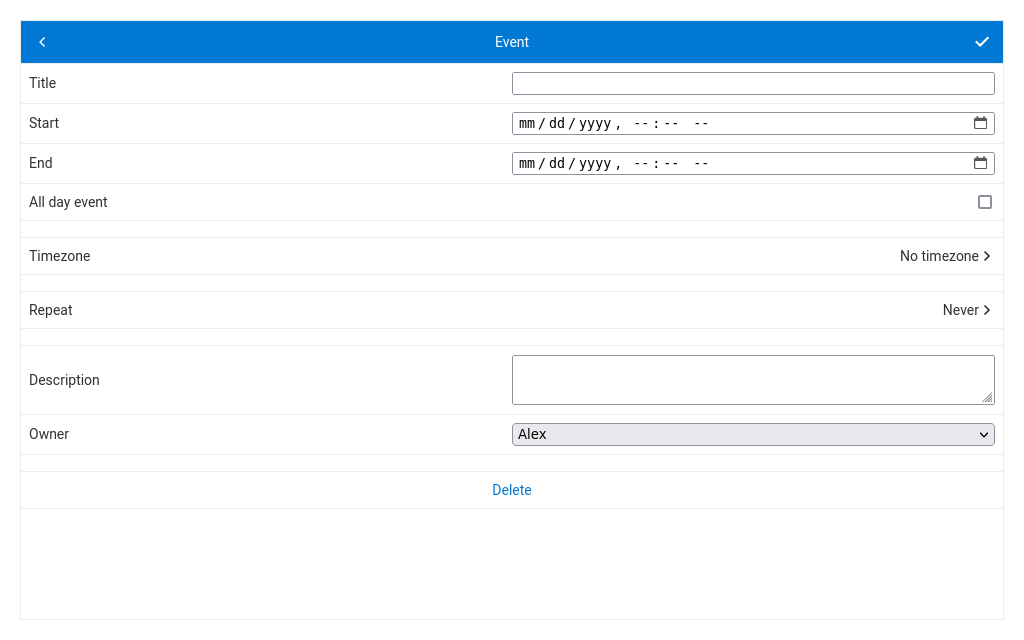 Event
Title
Start mm/dd/yyyy, --:-- --
End mm/dd/yyyy, --:-- --
All day event
Timezone No timezone
Repeat Never
Description
Owner Alex
Delete